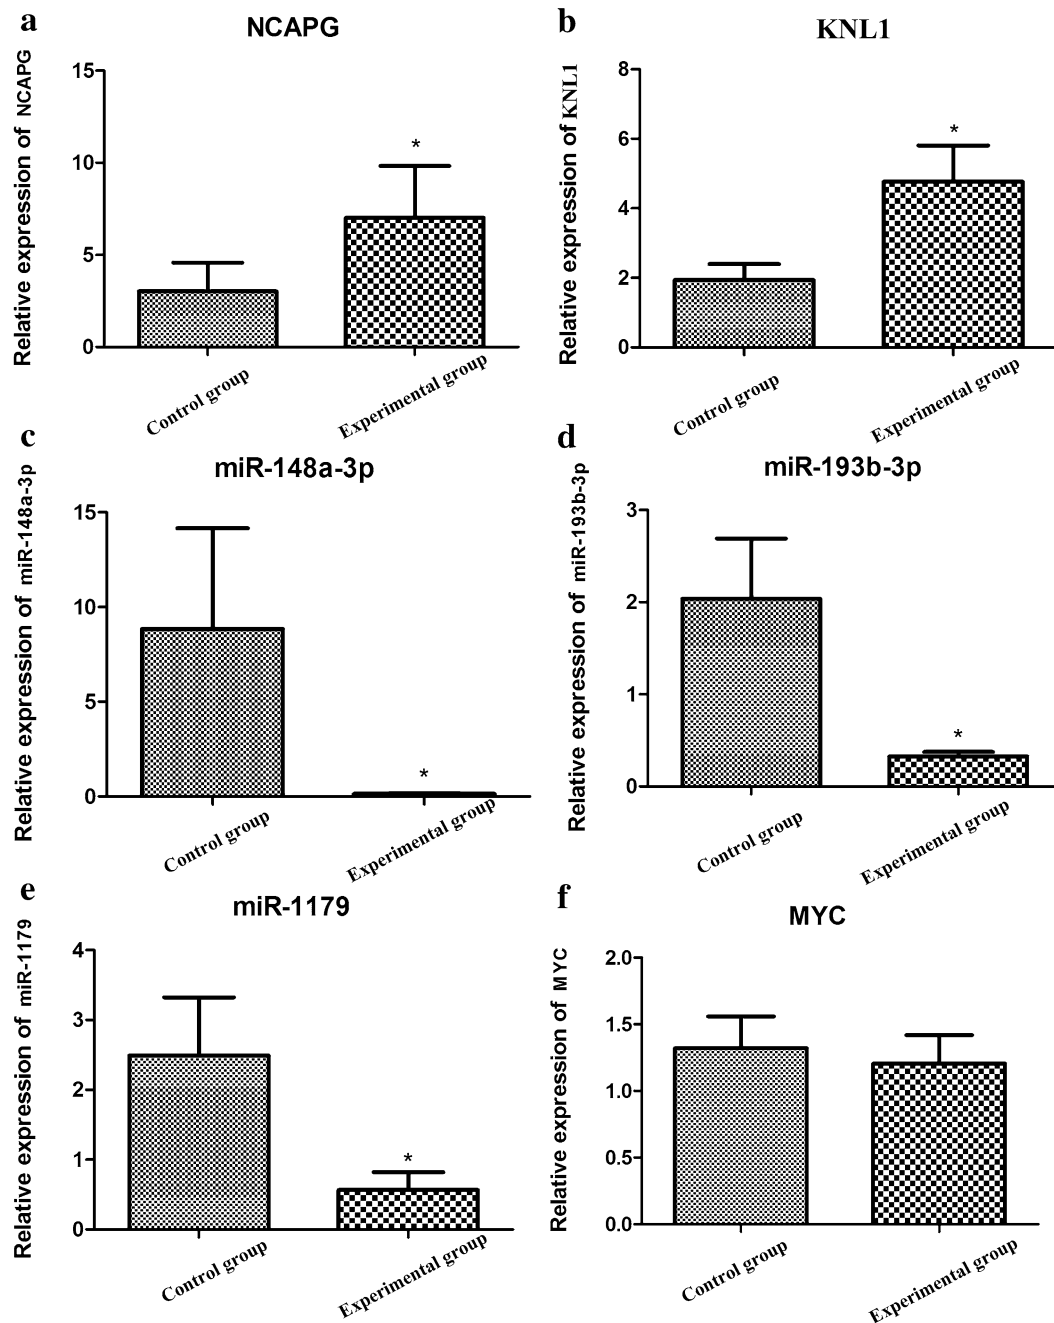 a
NCAPG
Relative expression of NCAPG
15
10
5
0
*
Control group
Experimental group
b
KNL1
Relative expression of KNL1
8
6
4
2
0
*
Control group
Experimental group
c
miR-148a-3p
Relative expression of miR-148a-3p
15
10
5
0
*
Control group
Experimental group
d
miR-193b-3p
Relative expression of miR-193b-3p
3
2
1
0
*
Control group
Experimental group
e
miR-1179
Relative expression of miR-1179
4
3
2
1
0
*
Control group
Experimental group
f
MYC
Relative expression of MYC
2.0
1.5
1.0
0.5
0.0
Control group
Experimental group